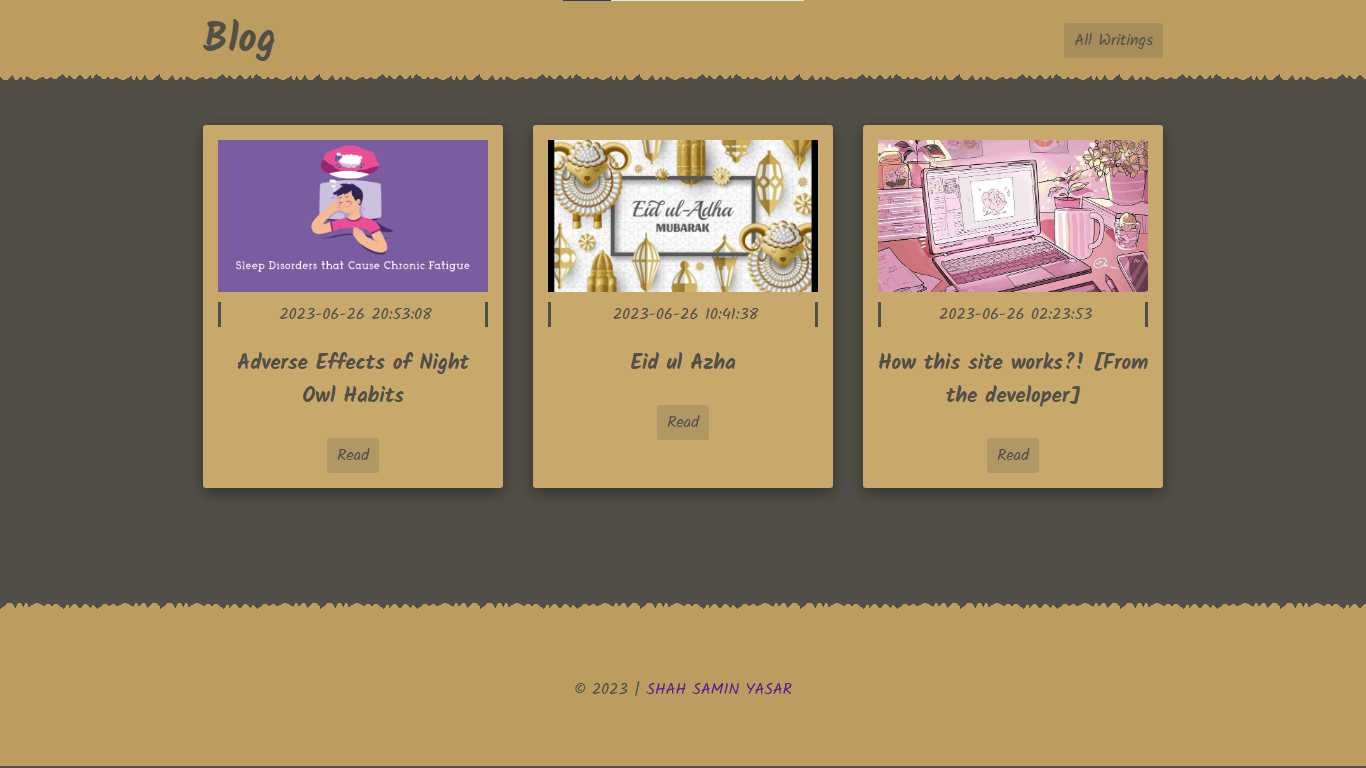 Blog
All Writings
Sleep Disorders that Cause Chronic Fatigue
2023-06-26 20:53:08
Adverse Effects of Night
Owl Habits
Read
Eid ul-Adha
MUBARAK
2023-06-26 10:41:38
Eid ul Azha
Read
2023-06-26 02:23:53
How this site works?! [From
the developer]
Read
© 2023 | SHAH SAMIN YASAR